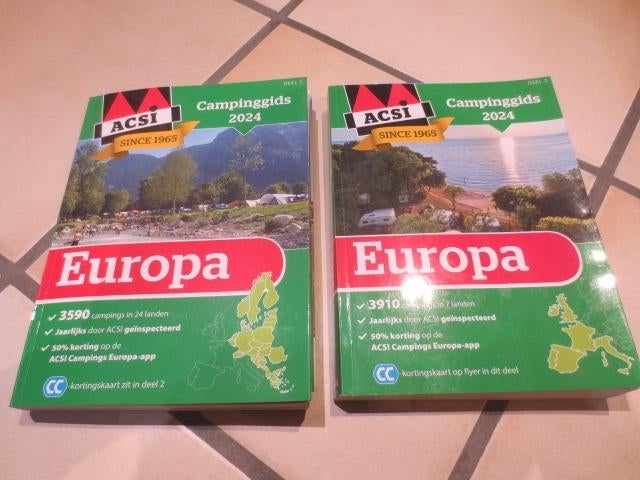 DEEL 1
ACSI
SINCE 1965
Campinggids
2024
Europa
3590 campings in 24 landen
Jaarlijks door ACSI geïnspecteerd
50% korting op de
ACSI Campings Europa-app
CC -kortingskaart zit in deel 2
DEEL 2
ACSI
SINCE 1965
Campinggids
2024
Europa
3910 campings in 7 landen
Jaarlijks door ACSI geïnspecteerd
50% korting op de
ACSI Campings Europa-app
CC -kortingskaart op flyer in dit deel